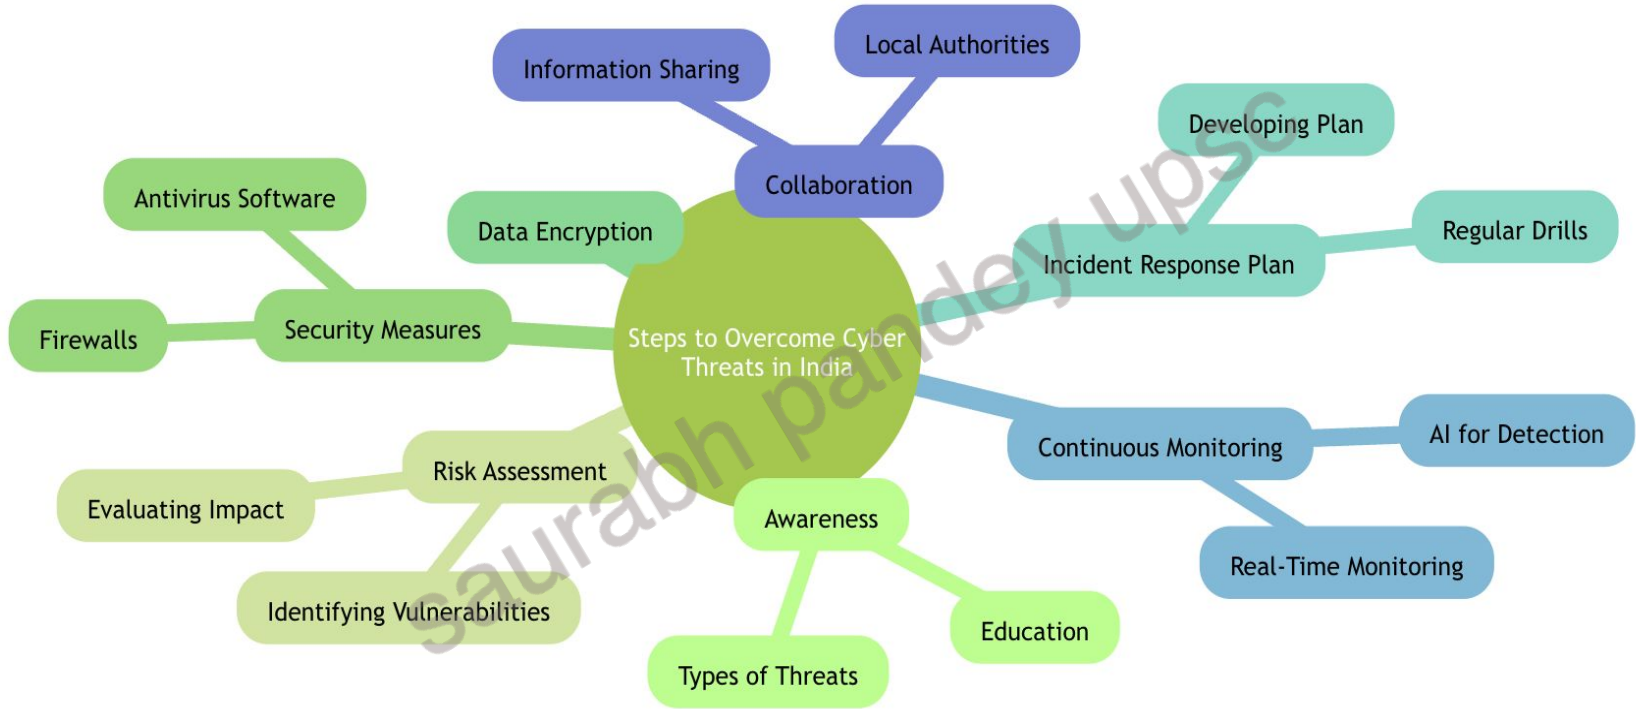 Local Authorities
Information Sharing
Developing Plan
Collaboration
Antivirus Software
Data Encryption
Regular Drills
Incident Response Plan
Security Measures
Firewalls
Steps to Overcome Cyber
Threats in India
AI for Detection
Continuous Monitoring
Risk Assessment
Evaluating Impact
Awareness
Real-Time Monitoring
Identifying Vulnerabilities
Education
Types of Threats
saurabh pandey upsc